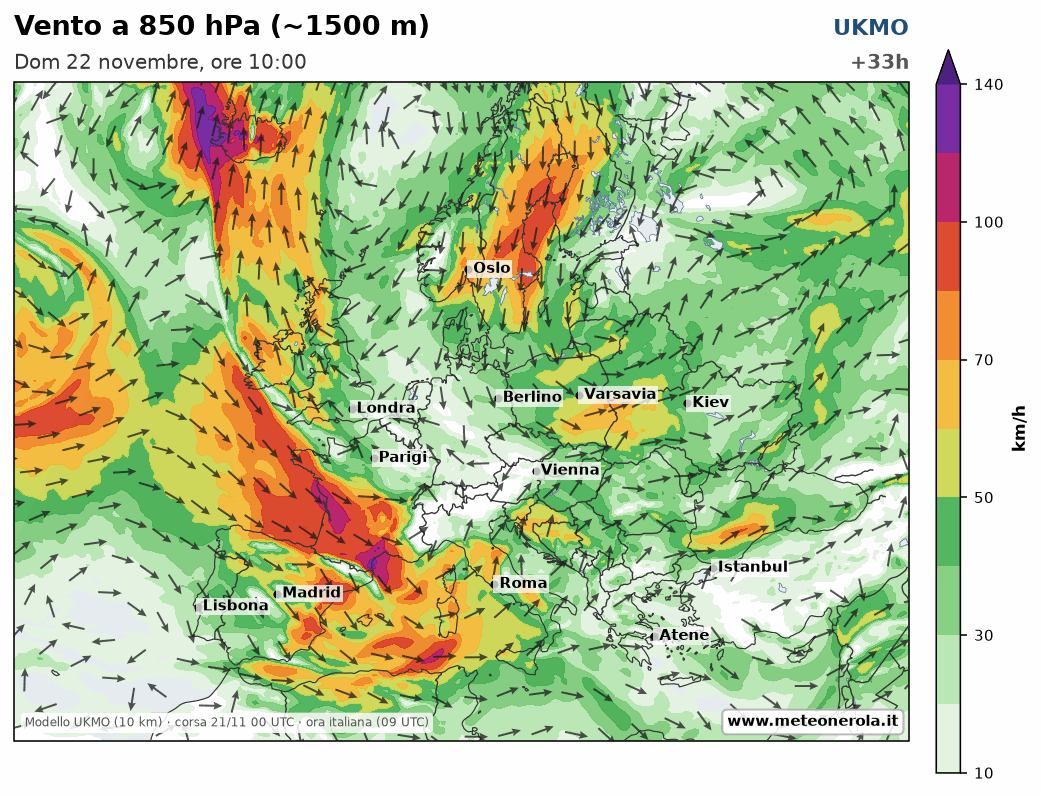 Vento a 850 hPa (~1500 m)
UKMO
Dom 22 novembre, ore 10:00
+33h
140
100
70
50
30
10
km/h
Oslo
Londra
Berlino
Varsavia
Kiev
Parigi
Vienna
Madrid
Lisbona
Roma
Istanbul
Atene
Modello UKMO (10 km) · corsa 21/11 00 UTC · ora italiana (09 UTC)
www.meteonerola.it